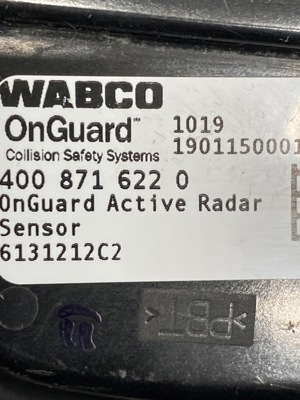 WABCO
OnGuard™ 1019
1901150001
Collision Safety Systems
400 871 622 0
OnGuard Active Radar
Sensor
6131212C2
>PBT<